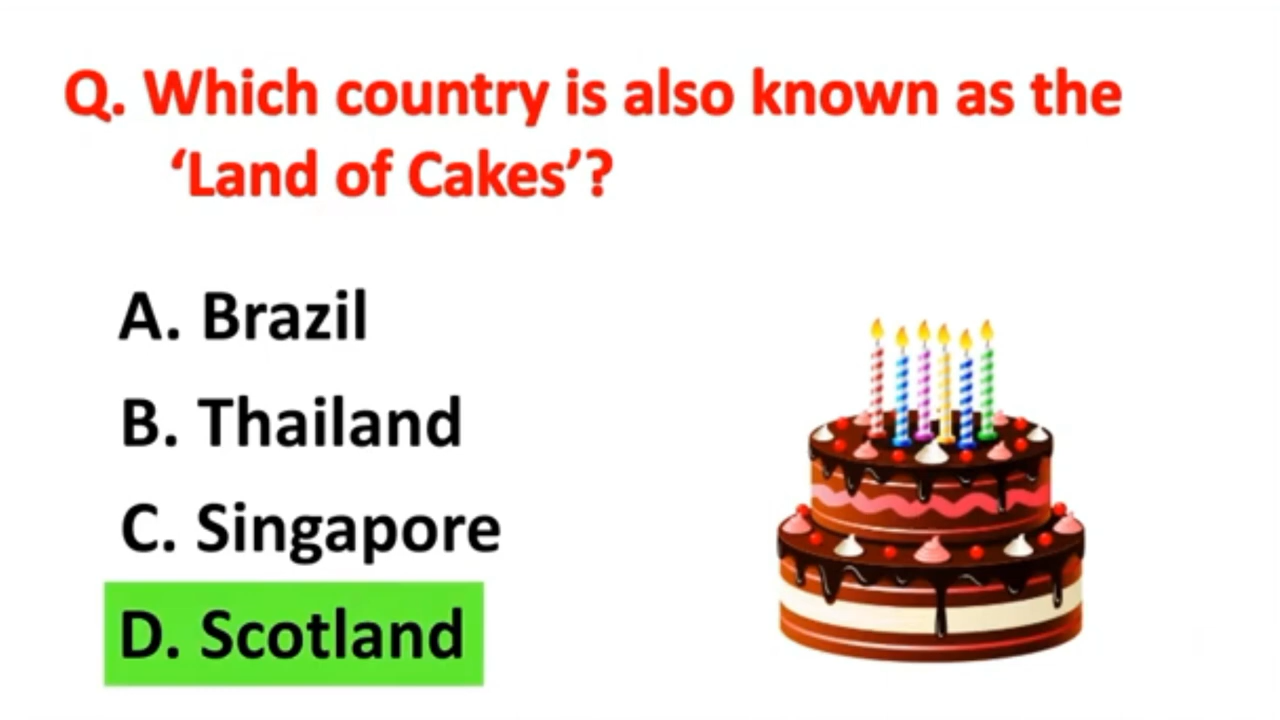 Q. Which country is also known as the
‘Land of Cakes’?
A. Brazil
B. Thailand
C. Singapore
D. Scotland